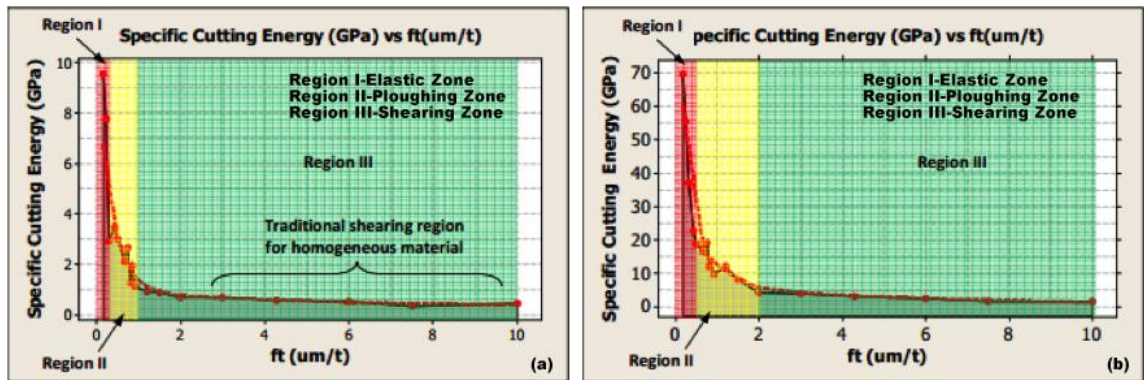 Region I
Specific Cutting Energy (GPa) vs ft(um/t)
Specific Cutting Energy (GPa)
10
8
6
4
2
0
Region I-Elastic Zone
Region II-Ploughing Zone
Region III-Shearing Zone
Region III
Traditional shearing region
for homogeneous material
0 2 4 6 8 10
ft (um/t)
Region II
(a)
Region I
pecific Cutting Energy (GPa) vs ft(um/t)
Specific Cutting Energy (GPa)
70
60
50
40
30
20
10
0
Region I-Elastic Zone
Region II-Ploughing Zone
Region III-Shearing Zone
Region III
0 2 4 6 8 10
ft (um/t)
Region II
(b)